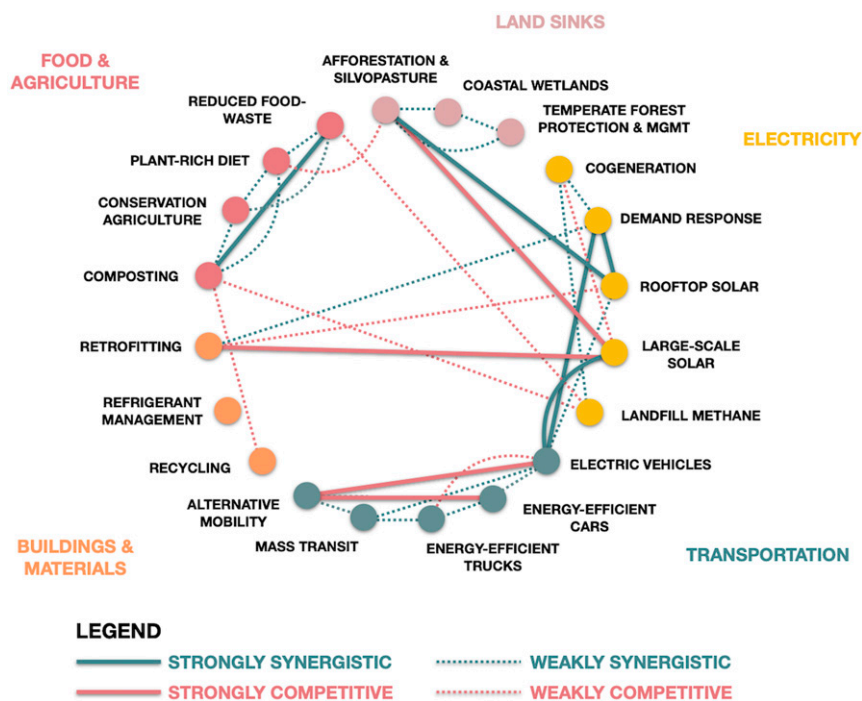 LAND SINKS
FOOD &
AGRICULTURE
AFFORESTATION &
SILVOPASTURE
COASTAL WETLANDS
REDUCED FOOD-
WASTE
TEMPERATE FOREST
PROTECTION & MGMT
ELECTRICITY
PLANT-RICH DIET
COGENERATION
CONSERVATION
AGRICULTURE
DEMAND RESPONSE
COMPOSTING
ROOFTOP SOLAR
RETROFITTING
LARGE-SCALE
SOLAR
REFRIGERANT
MANAGEMENT
LANDFILL METHANE
RECYCLING
ELECTRIC VEHICLES
ALTERNATIVE
MOBILITY
ENERGY-EFFICIENT
CARS
MASS TRANSIT
ENERGY-EFFICIENT
TRUCKS
BUILDINGS &
MATERIALS
TRANSPORTATION
LEGEND
STRONGLY SYNERGISTIC
WEAKLY SYNERGISTIC
STRONGLY COMPETITIVE
WEAKLY COMPETITIVE